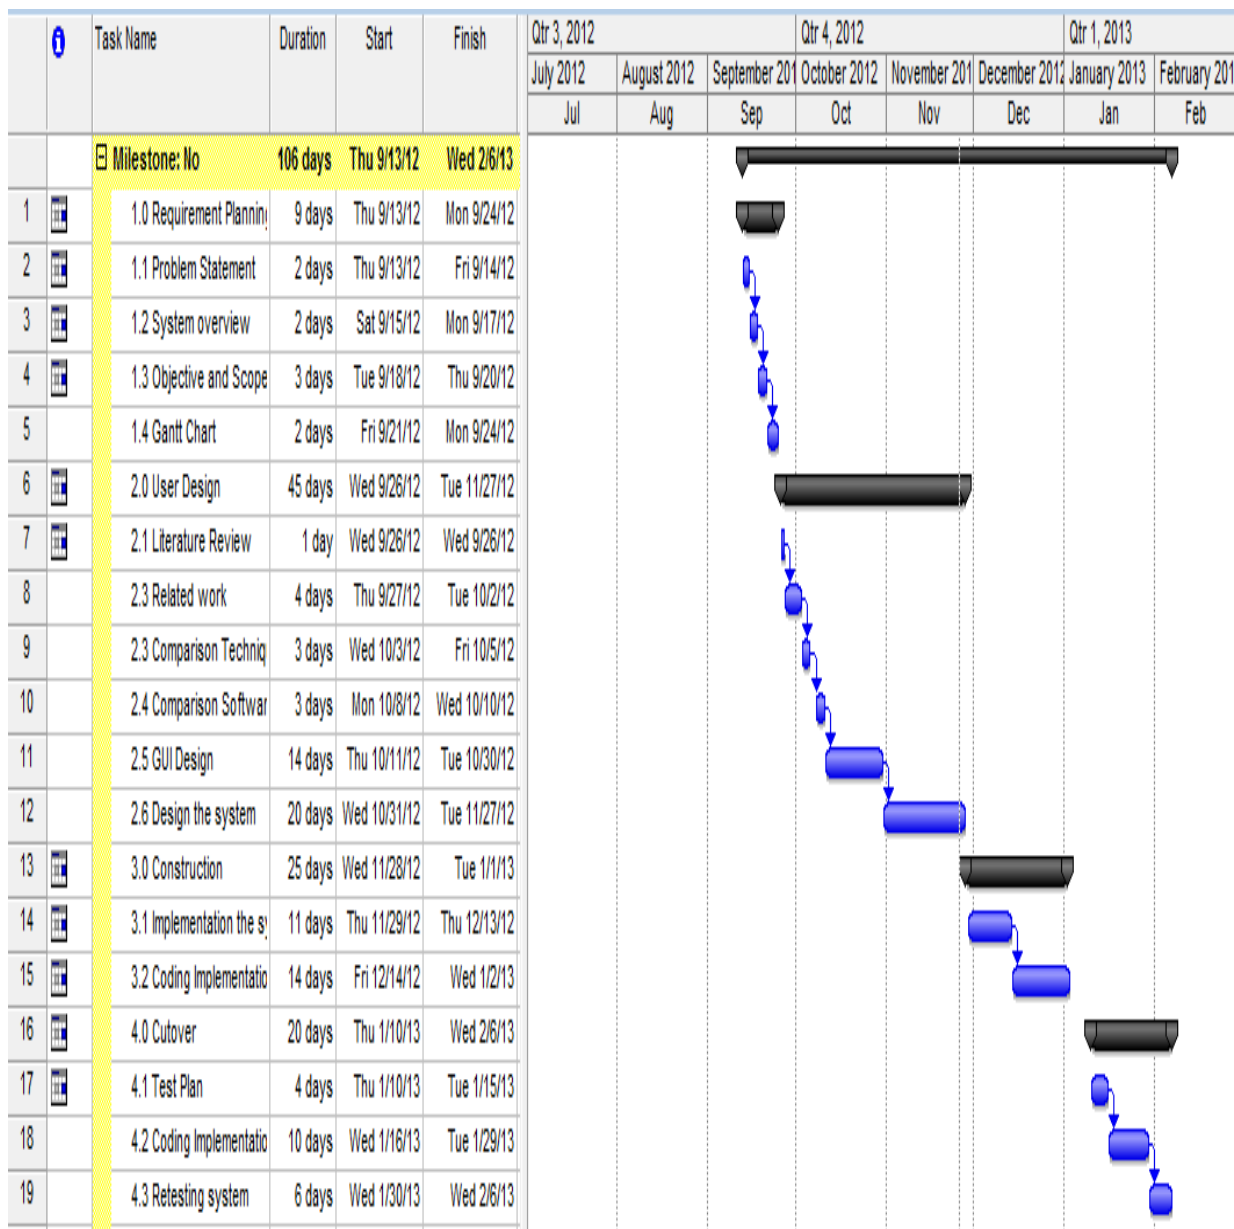 Task Name Duration Start Finish Qtr 3, 2012 Qtr 4, 2012 Qtr 1, 2013
July 2012 August 2012 September 201 October 2012 November 201 December 2012 January 2013 February 201
Jul Aug Sep Oct Nov Dec Jan Feb
Milestone: No 106 days Thu 9/13/12 Wed 2/6/13
1 1.0 Requirement Planning 9 days Thu 9/13/12 Mon 9/24/12
2 1.1 Problem Statement 2 days Thu 9/13/12 Fri 9/14/12
3 1.2 System overview 2 days Sat 9/15/12 Mon 9/17/12
4 1.3 Objective and Scope 3 days Tue 9/18/12 Thu 9/20/12
5 1.4 Gantt Chart 2 days Fri 9/21/12 Mon 9/24/12
6 2.0 User Design 45 days Wed 9/26/12 Tue 11/27/12
7 2.1 Literature Review 1 day Wed 9/26/12 Wed 9/26/12
8 2.3 Related work 4 days Thu 9/27/12 Tue 10/2/12
9 2.3 Comparison Techniq 3 days Wed 10/3/12 Fri 10/5/12
10 2.4 Comparison Softwar 3 days Mon 10/8/12 Wed 10/10/12
11 2.5 GUI Design 14 days Thu 10/11/12 Tue 10/30/12
12 2.6 Design the system 20 days Wed 10/31/12 Tue 11/27/12
13 3.0 Construction 25 days Wed 11/28/12 Tue 1/1/13
14 3.1 Implementation the sy 11 days Thu 11/29/12 Thu 12/13/12
15 3.2 Coding Implementatio 14 days Fri 12/14/12 Wed 1/2/13
16 4.0 Cutover 20 days Thu 1/10/13 Wed 2/6/13
17 4.1 Test Plan 4 days Thu 1/10/13 Tue 1/15/13
18 4.2 Coding Implementatio 10 days Wed 1/16/13 Tue 1/29/13
19 4.3 Retesting system 6 days Wed 1/30/13 Wed 2/6/13